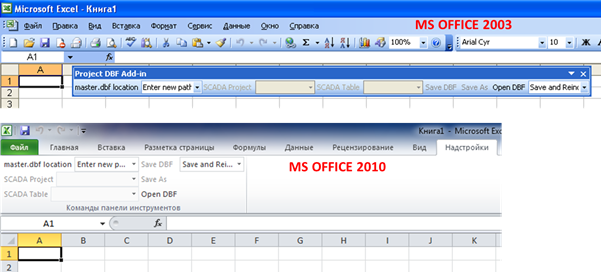 Microsoft Excel - Книга1
Файл Правка Вид Вставка Формат Сервис Данные Окно Справка
MS OFFICE 2003
100% Arial Cyr 10 Ж
A1 fx
A
Project DBF Add-in
1 master.dbf location Enter new path SCADA Project SCADA Table Save DBF Save As Open DBF Save and Rein
2
3
Книга1 - Microsoft Exc
Файл Главная Вставка Разметка страницы Формулы Данные Рецензирование Вид Надстройки
master.dbf location Enter new p... Save DBF Save and Rei...
MS OFFICE 2010
SCADA Project Save As
SCADA Table Open DBF
Команды панели инструментов
A1 fx
A B C D E F G H I J K
1
2